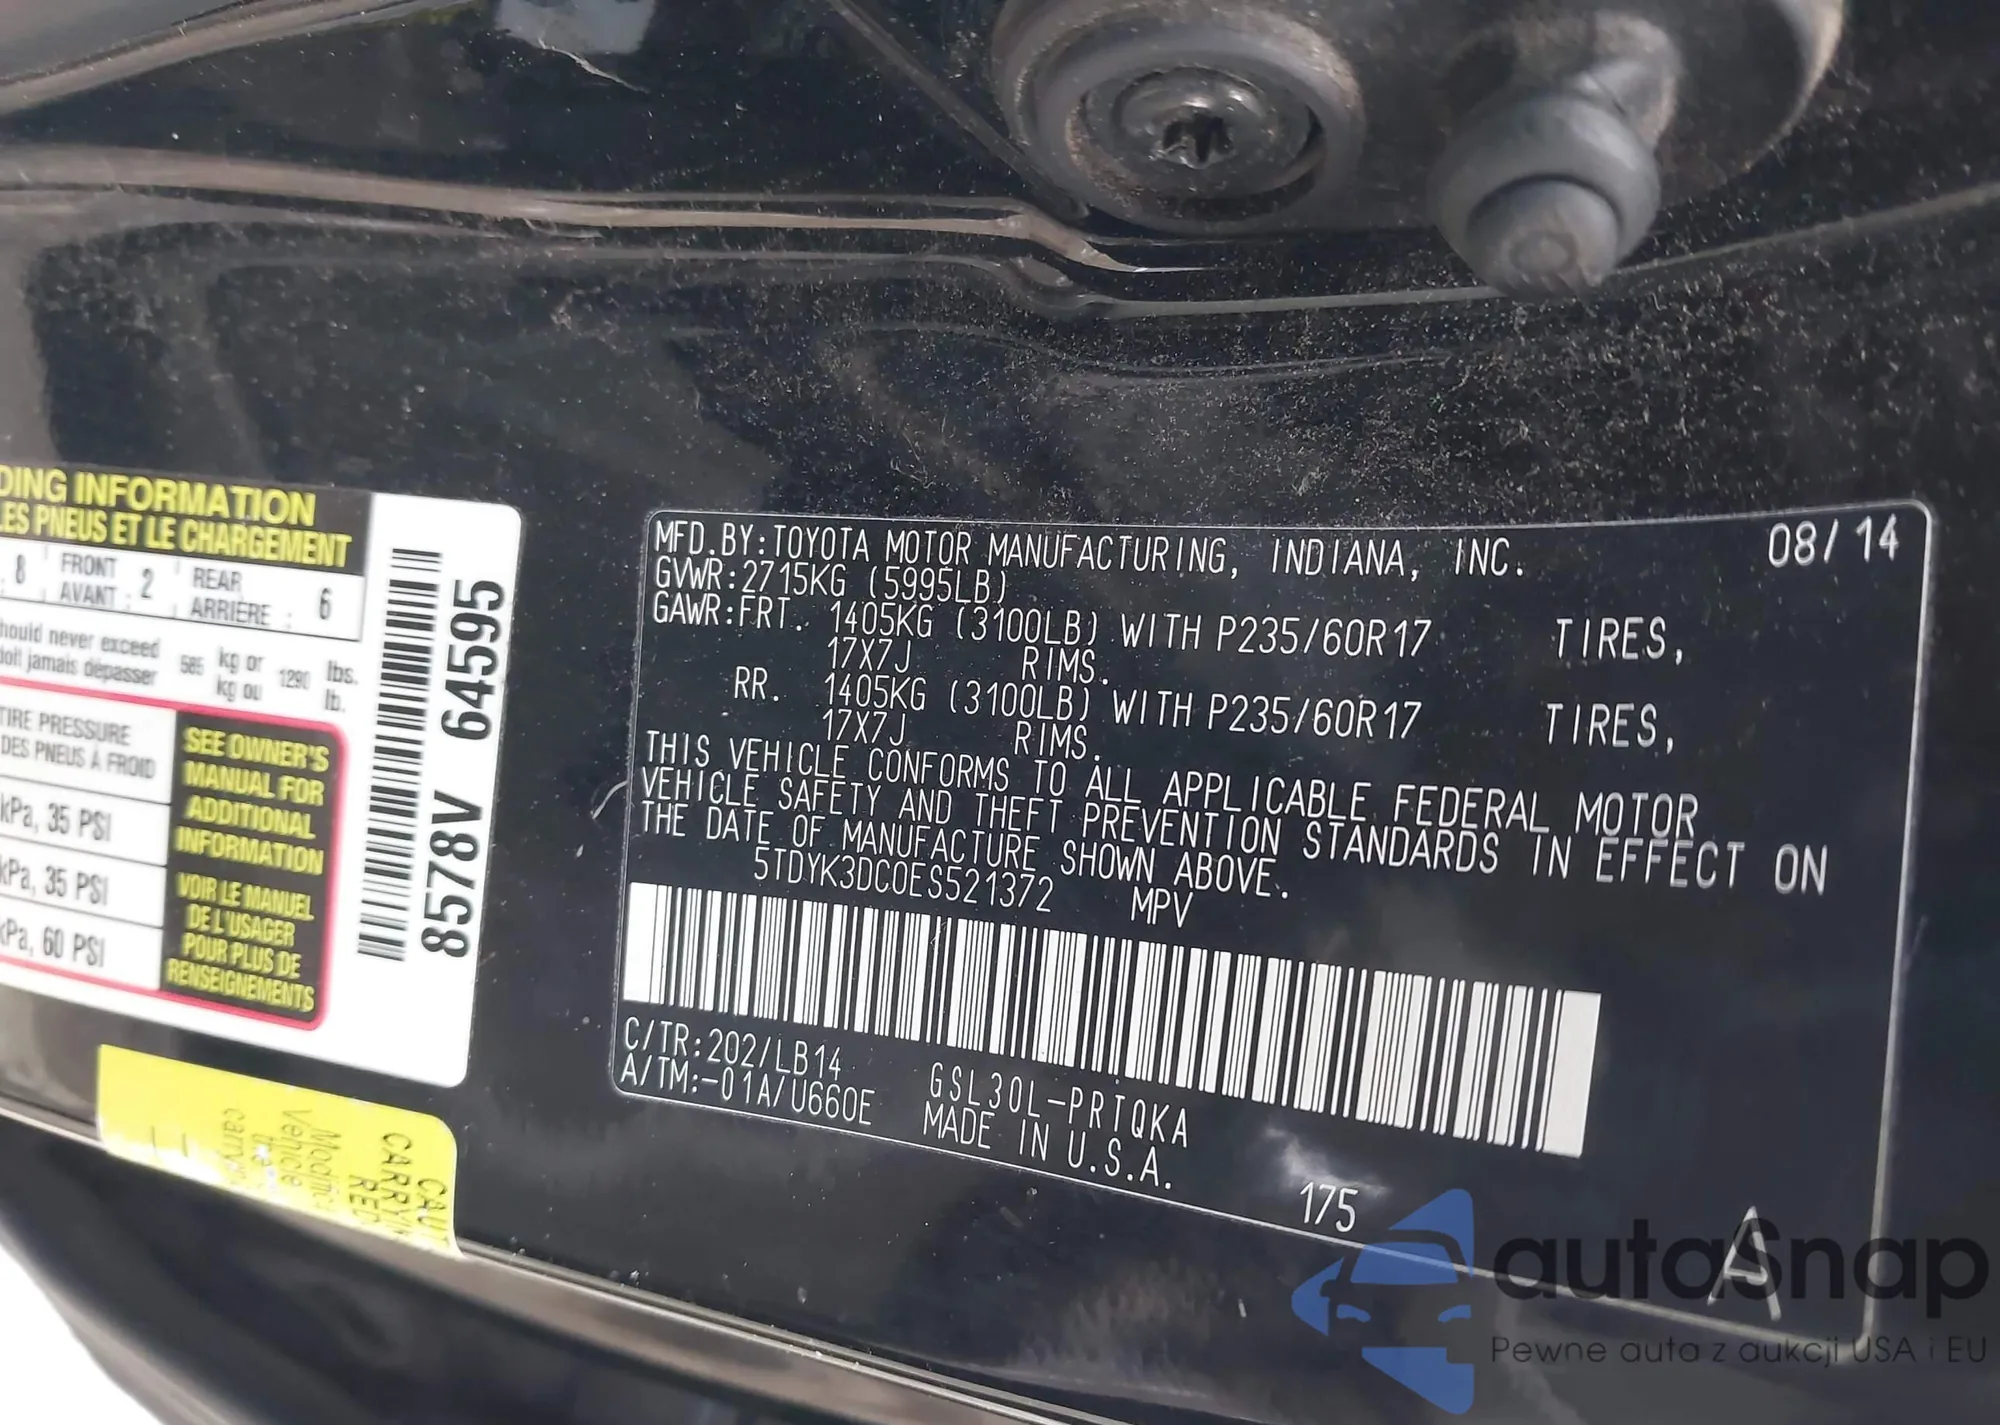 DING INFORMATION
LES PNEUS ET LE CHARGEMENT
8 FRONT AVANT : 2 REAR ARRIÈRE : 6
hould never exceed
doit jamais dépasser
585 kg or kg ou 1290 lbs. lb.
TIRE PRESSURE
DES PNEUS À FROID
kPa, 35 PSI
kPa, 35 PSI
kPa, 60 PSI
SEE OWNER'S
MANUAL FOR
ADDITIONAL
INFORMATION
VOIR LE MANUEL
DE L'USAGER
POUR PLUS DE
RENSEIGNEMENTS
8578V 64595
CAUT
CARRYI
RED
Vehicle
carry
MFD.BY:TOYOTA MOTOR MANUFACTURING, INDIANA, INC. 08/14
GVWR:2715KG (5995LB)
GAWR:FRT. 1405KG (3100LB) WITH P235/60R17 TIRES,
17X7J RIMS.
RR. 1405KG (3100LB) WITH P235/60R17 TIRES,
17X7J RIMS.
THIS VEHICLE CONFORMS TO ALL APPLICABLE FEDERAL MOTOR
VEHICLE SAFETY AND THEFT PREVENTION STANDARDS IN EFFECT ON
THE DATE OF MANUFACTURE SHOWN ABOVE.
5TDYK3DC0ES521372 MPV
C/TR:202/LB14
A/TM:-01A/U660E
GSL30L-PRTQKA
MADE IN U.S.A.
175
A
autoSnap
Pewne auta z aukcji USA i EU